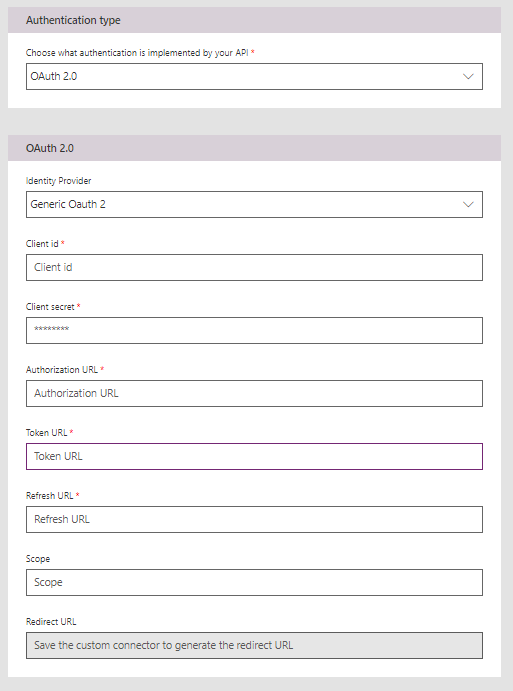 Authentication type
Choose what authentication is implemented by your API *
OAuth 2.0
OAuth 2.0
Identity Provider
Generic Oauth 2
Client id *
Client id
Client secret *
********
Authorization URL *
Authorization URL
Token URL *
Token URL
Refresh URL *
Refresh URL
Scope
Scope
Redirect URL
Save the custom connector to generate the redirect URL